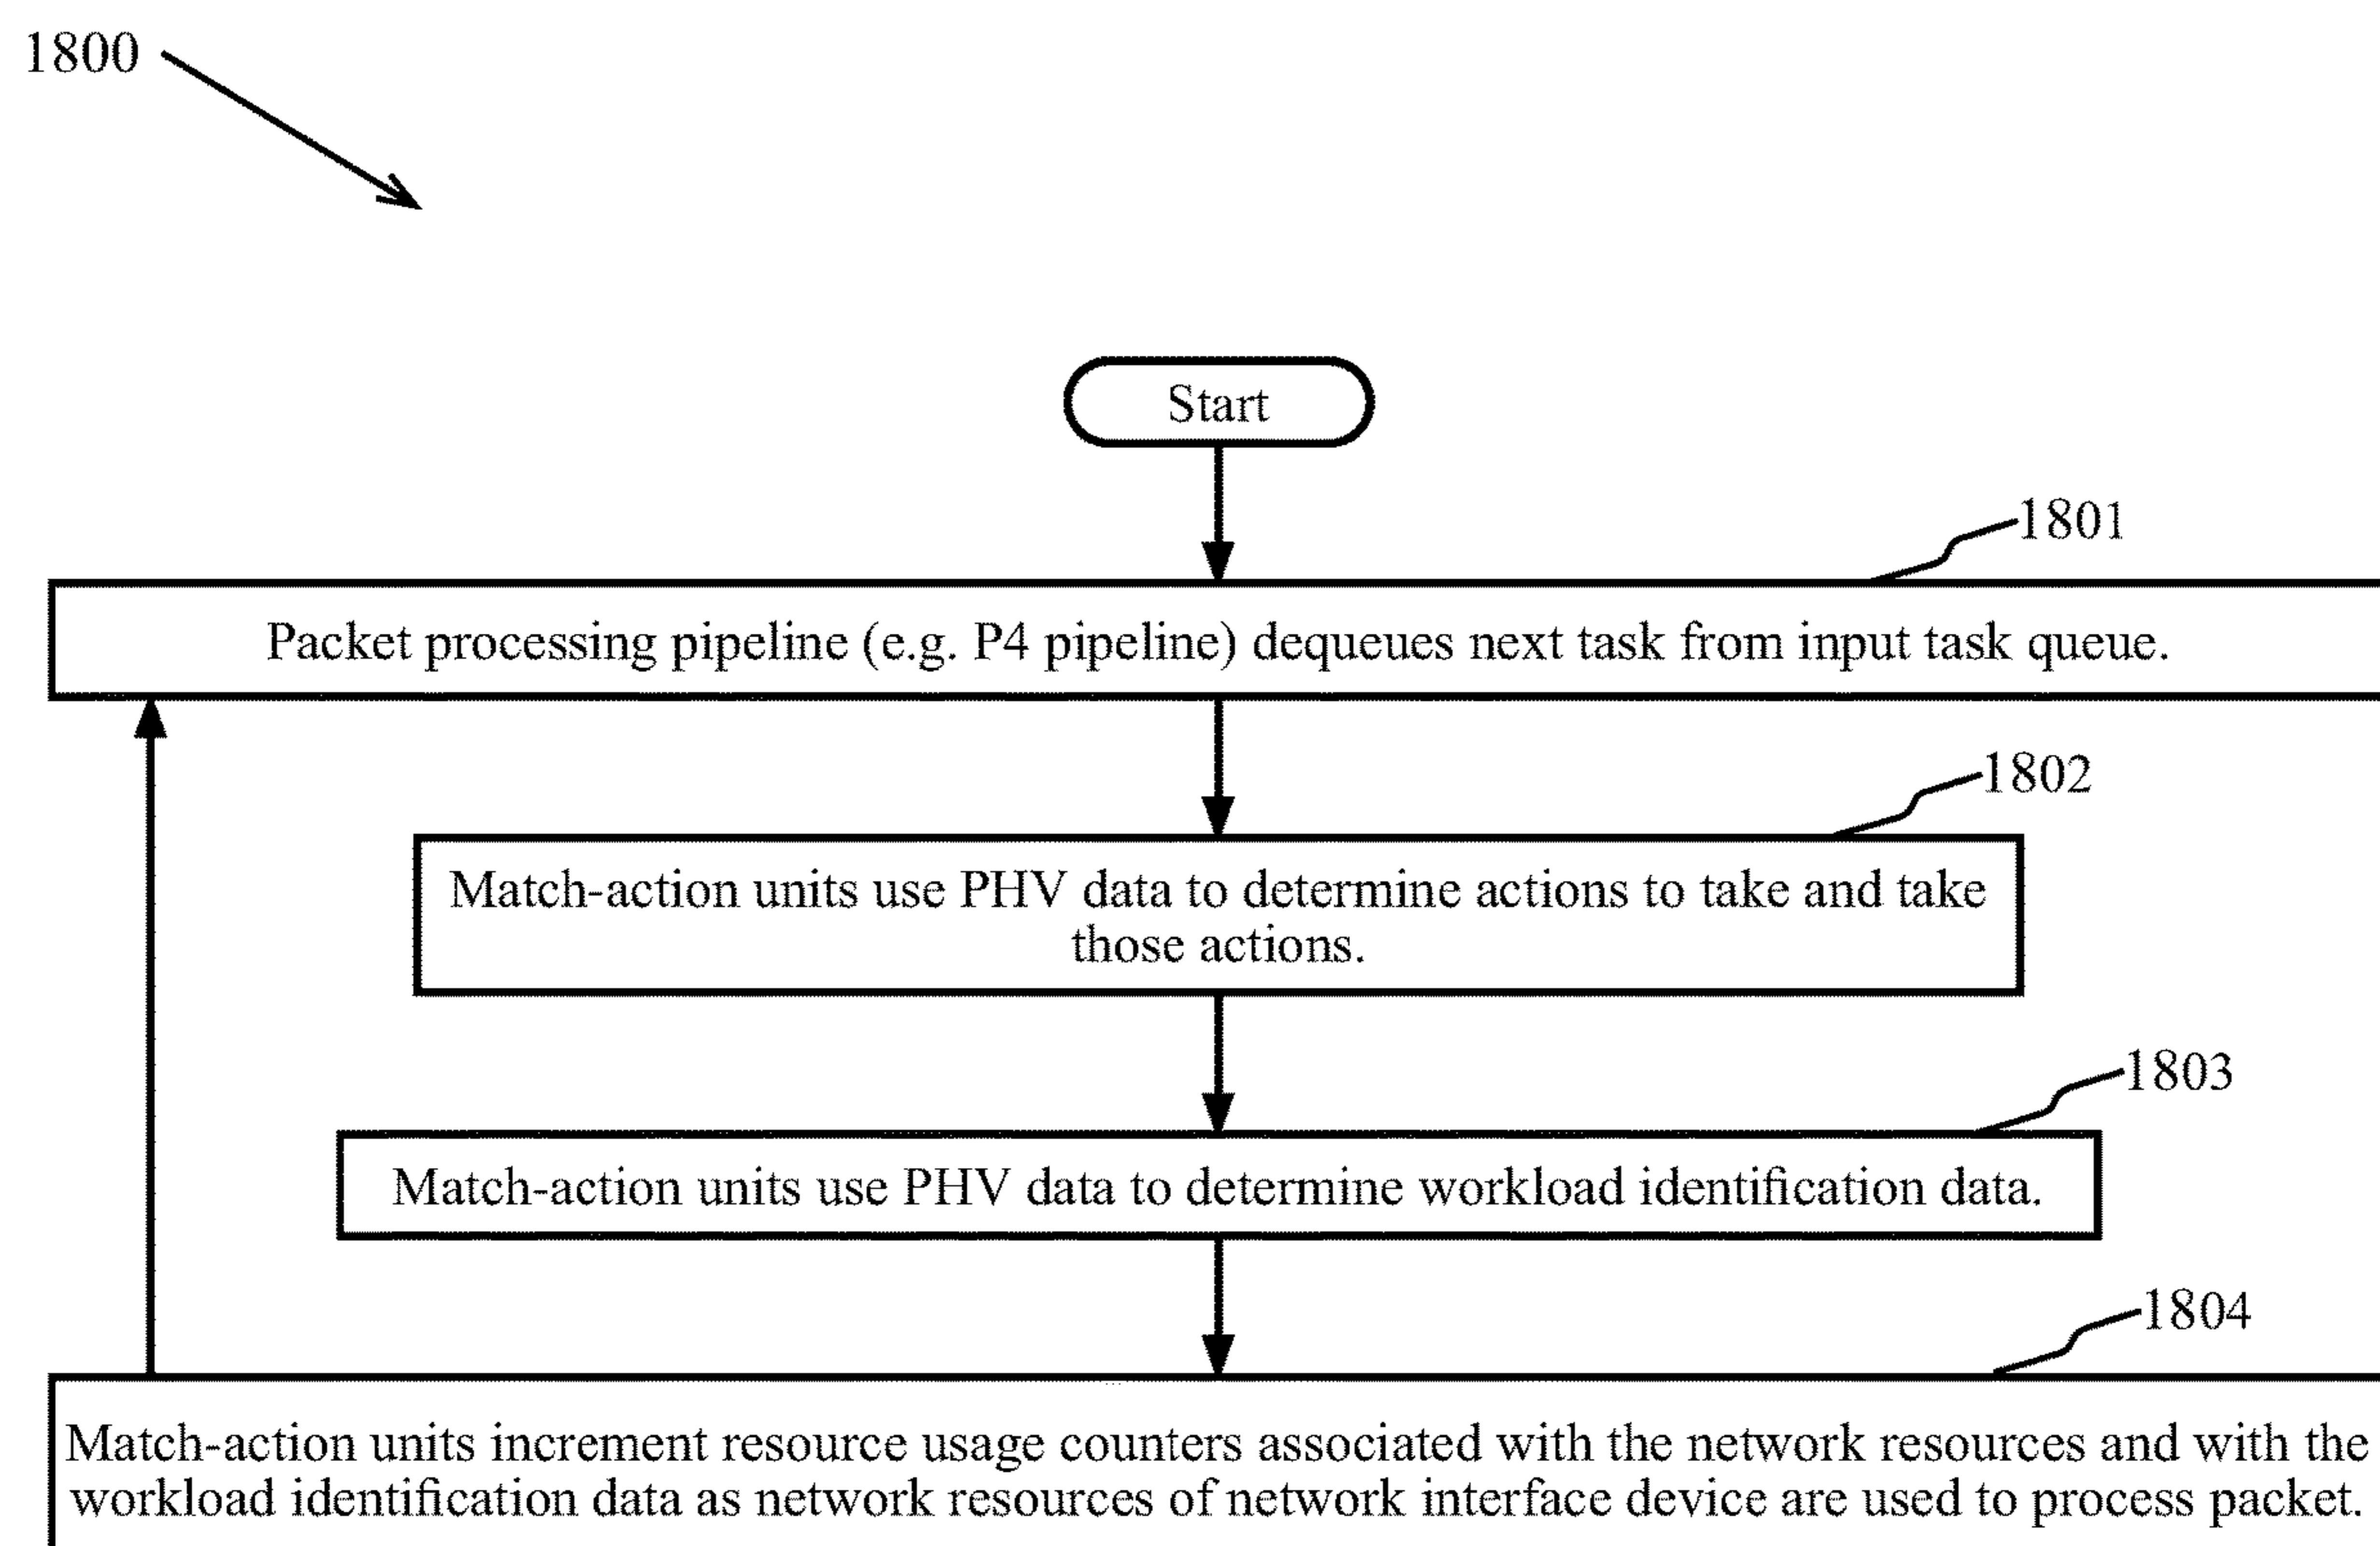 1800
Start
1801
Packet processing pipeline (e.g. P4 pipeline) dequeues next task from input task queue.
1802
Match-action units use PHV data to determine actions to take and take
those actions.
1803
Match-action units use PHV data to determine workload identification data.
1804
Match-action units increment resource usage counters associated with the network resources and with the
workload identification data as network resources of network interface device are used to process packet.